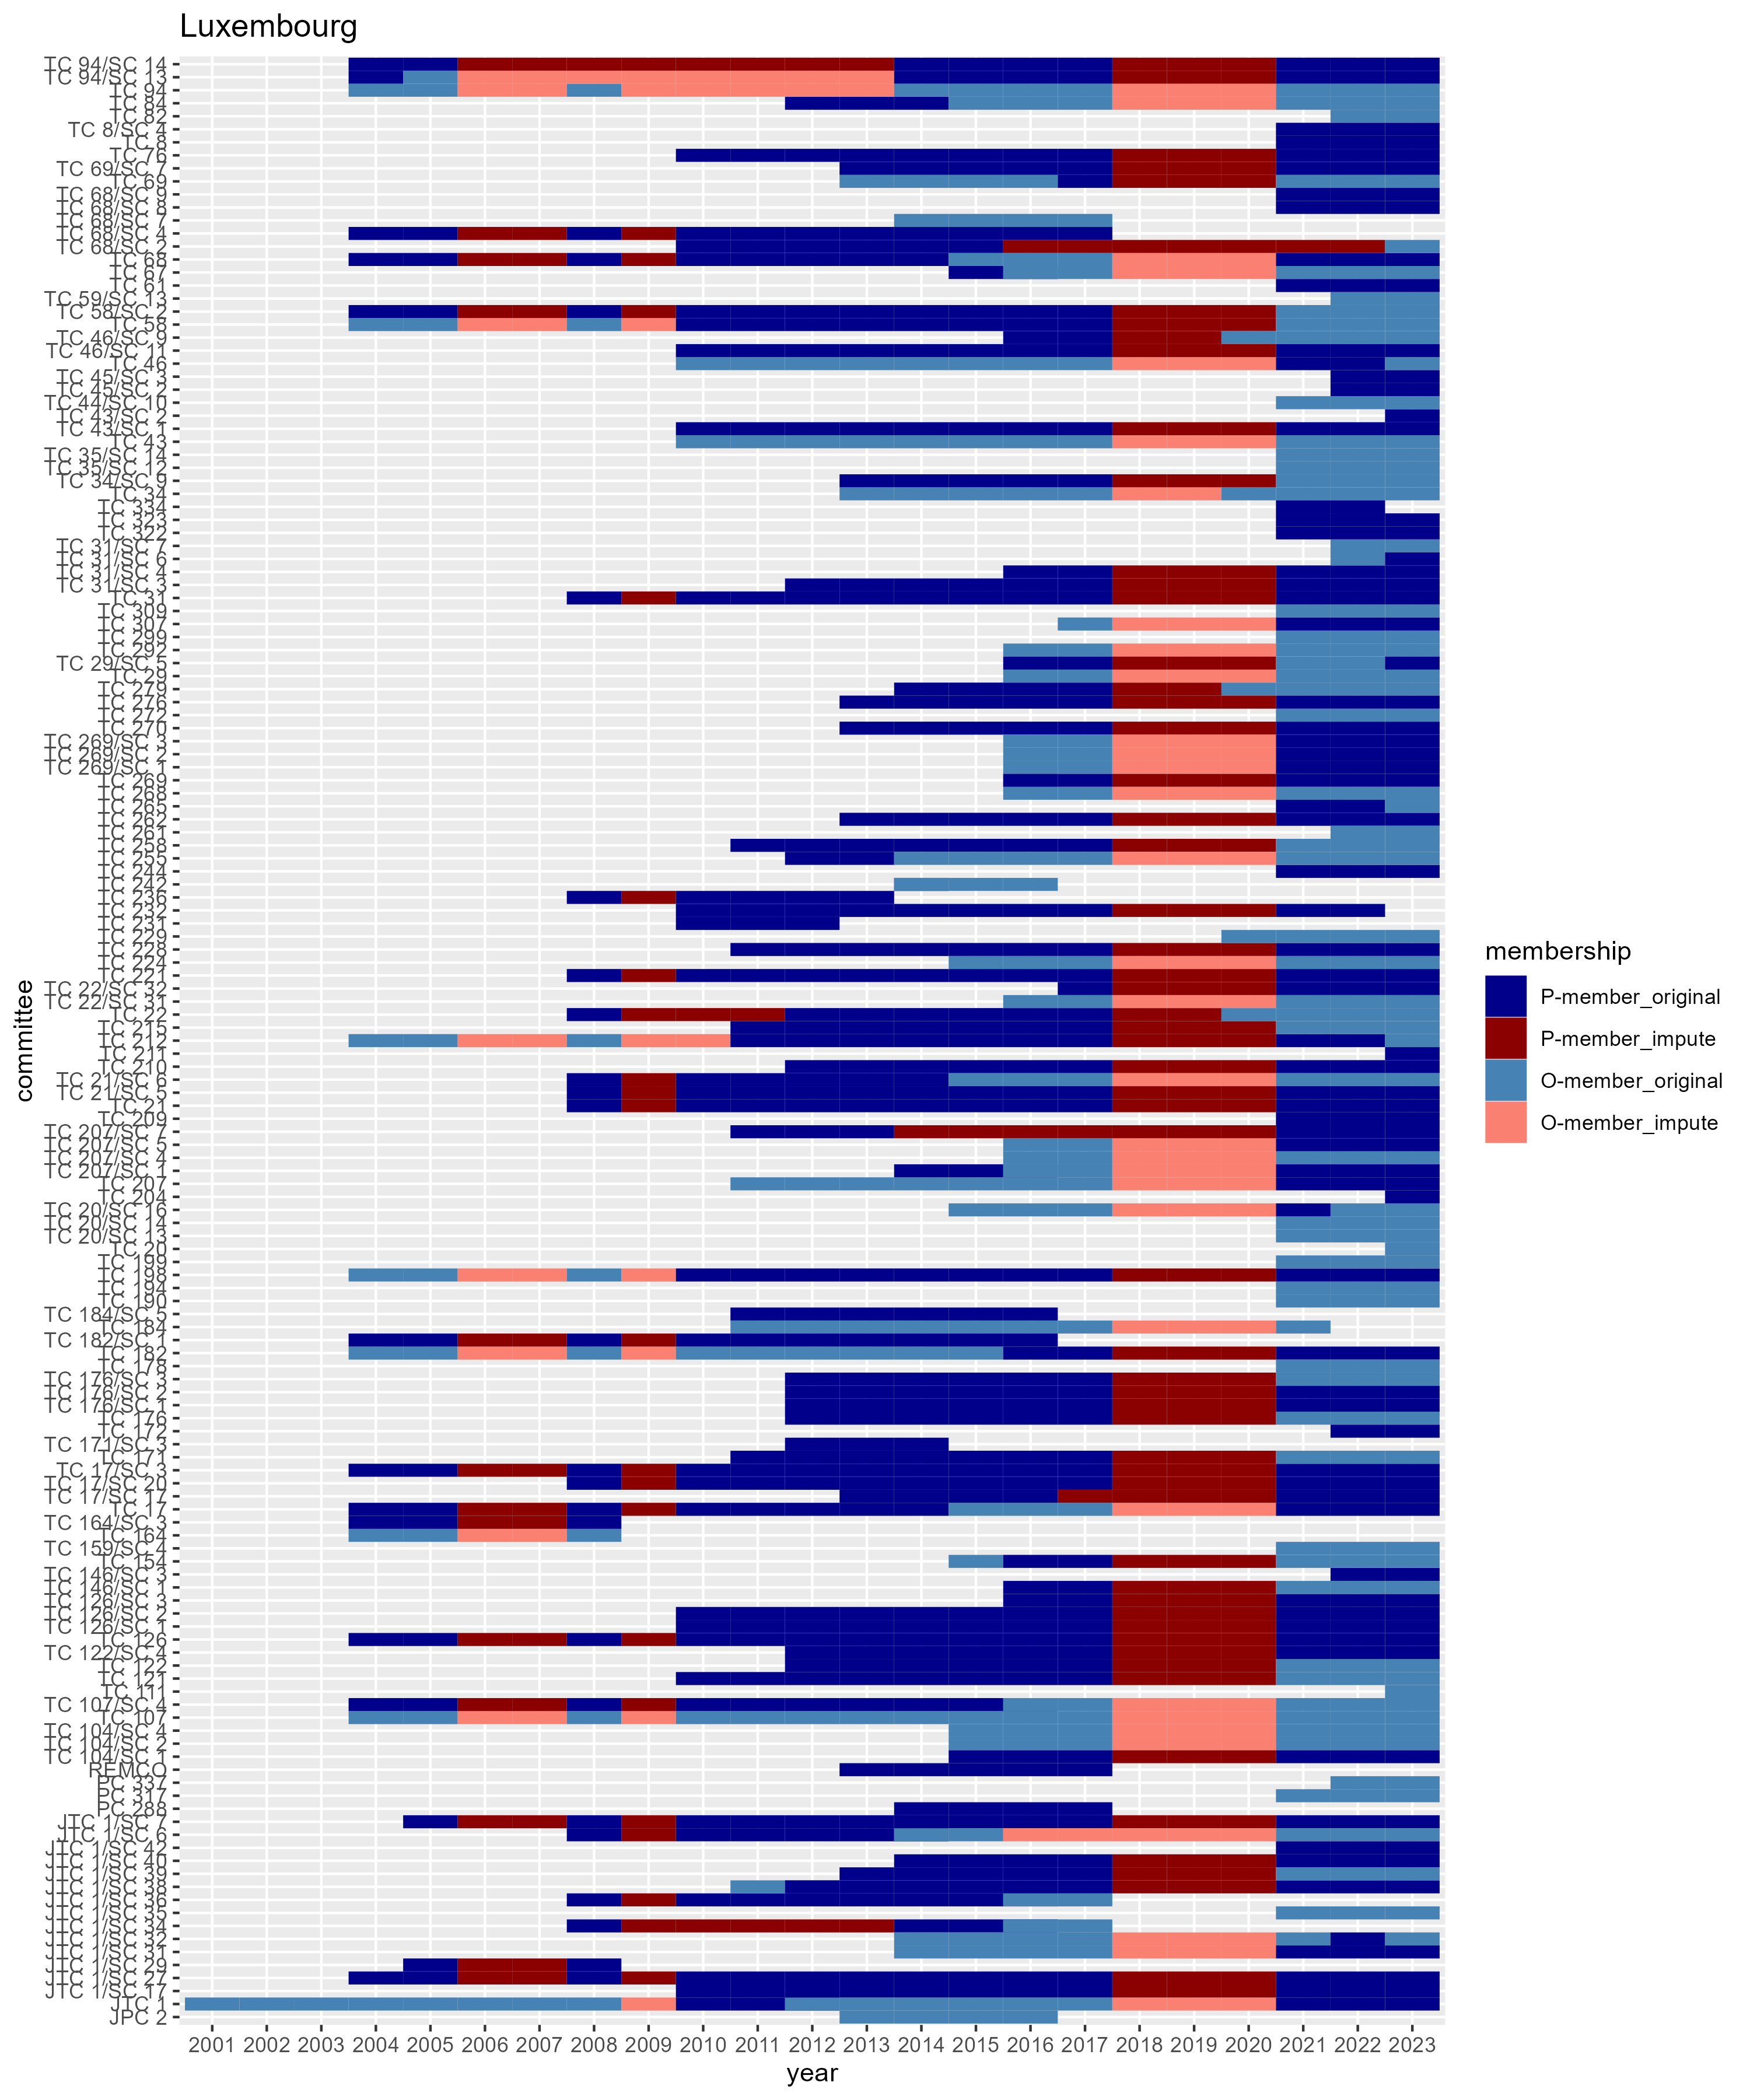 Luxembourg
TC 94/SC 14
TC 94/SC 13
TC 94
TC 84
TC 82
TC 8/SC 4
TC 8
TC 76
TC 69/SC 7
TC 69
TC 68/SC 9
TC 68/SC 8
TC 68/SC 7
TC 68/SC 4
TC 68/SC 2
TC 68
TC 67
TC 61
TC 59/SC 13
TC 58/SC 2
TC 58
TC 46/SC 9
TC 46/SC 11
TC 46
TC 45/SC 3
TC 45/SC 2
TC 44/SC 10
TC 43/SC 2
TC 43/SC 1
TC 43
TC 35/SC 14
TC 35/SC 12
TC 34/SC 9
TC 34
TC 334
TC 323
TC 322
TC 31/SC 7
TC 31/SC 6
TC 31/SC 4
TC 31/SC 3
TC 31
TC 309
TC 307
TC 299
TC 292
TC 29/SC 5
TC 29
TC 279
TC 276
TC 272
TC 270
TC 269/SC 3
TC 269/SC 2
TC 269/SC 1
TC 269
TC 268
TC 265
TC 262
TC 261
TC 258
TC 255
TC 244
TC 242
TC 236
TC 232
TC 231
TC 229
TC 228
TC 224
TC 221
TC 22/SC 32
TC 22/SC 31
TC 22
TC 215
TC 212
TC 211
TC 210
TC 21/SC 6
TC 21/SC 5
TC 21
TC 209
TC 207/SC 7
TC 207/SC 5
TC 207/SC 4
TC 207/SC 1
TC 207
TC 204
TC 20/SC 16
TC 20/SC 14
TC 20/SC 13
TC 20
TC 199
TC 198
TC 194
TC 190
TC 184/SC 5
TC 184
TC 182/SC 1
TC 182
TC 178
TC 176/SC 3
TC 176/SC 2
TC 176/SC 1
TC 176
TC 172
TC 171/SC 3
TC 171
TC 17/SC 3
TC 17/SC 20
TC 17/SC 17
TC 17
TC 164/SC 3
TC 164
TC 159/SC 4
TC 154
TC 146/SC 3
TC 146/SC 1
TC 126/SC 3
TC 126/SC 2
TC 126/SC 1
TC 126
TC 122/SC 4
TC 122
TC 121
TC 111
TC 107/SC 4
TC 107
TC 104/SC 4
TC 104/SC 2
TC 104/SC 1
REMCO
PC 337
PC 317
PC 288
JTC 1/SC 7
JTC 1/SC 6
JTC 1/SC 42
JTC 1/SC 40
JTC 1/SC 39
JTC 1/SC 38
JTC 1/SC 36
JTC 1/SC 35
JTC 1/SC 34
JTC 1/SC 32
JTC 1/SC 31
JTC 1/SC 29
JTC 1/SC 27
JTC 1/SC 17
JTC 1
JPC 2
committee
2001 2002 2003 2004 2005 2006 2007 2008 2009 2010 2011 2012 2013 2014 2015 2016 2017 2018 2019 2020 2021 2022 2023
year
membership
P-member_original
P-member_impute
O-member_original
O-member_impute